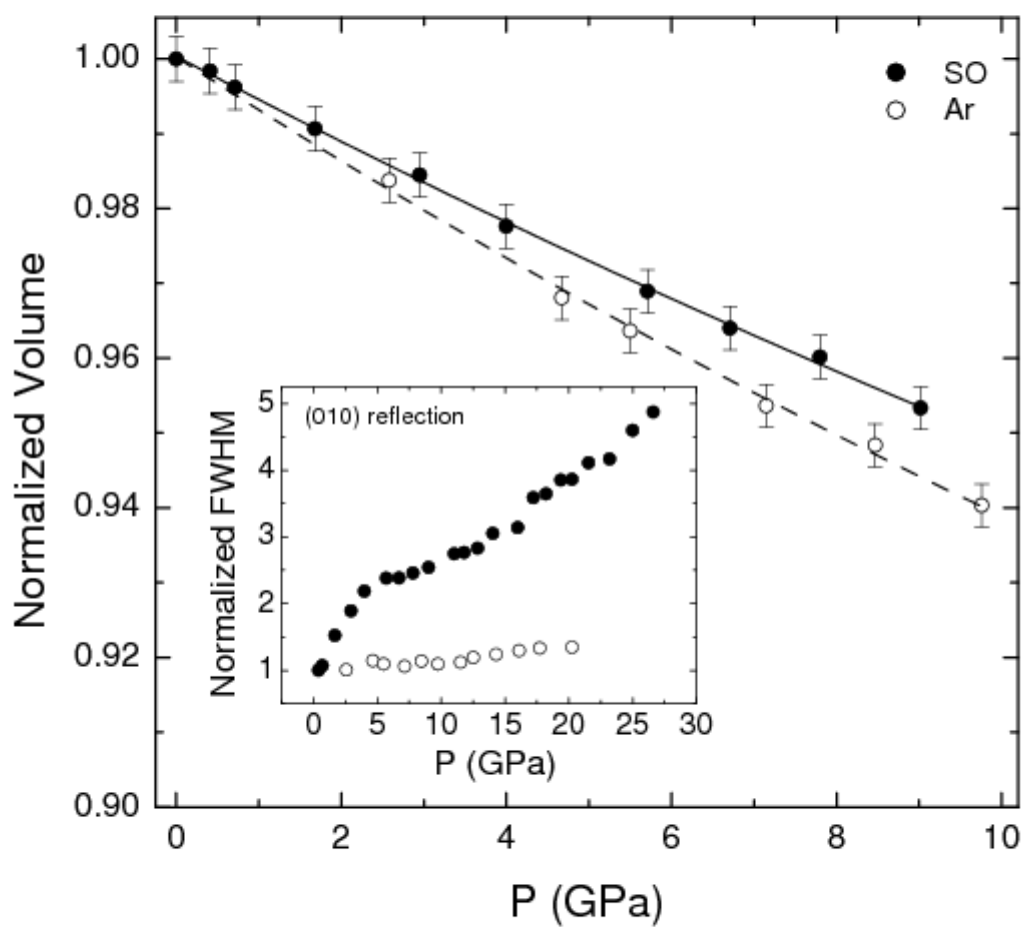 1.00
0.98
0.96
0.94
0.92
0.90
Normalized Volume
SO
Ar
(010) reflection
5
4
3
2
1
Normalized FWHM
0 5 10 15 20 25 30
P (GPa)
0 2 4 6 8 10
P (GPa)